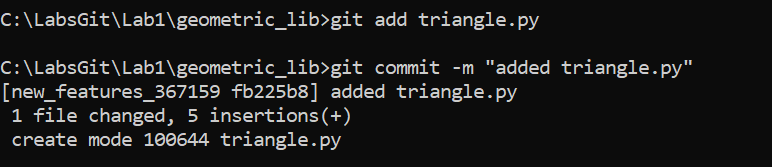 C:\LabsGit\Lab1\geometric_lib>git add triangle.py
C:\LabsGit\Lab1\geometric_lib>git commit -m "added triangle.py"
[new_features_367159 fb225b8] added triangle.py
 1 file changed, 5 insertions(+)
 create mode 100644 triangle.py